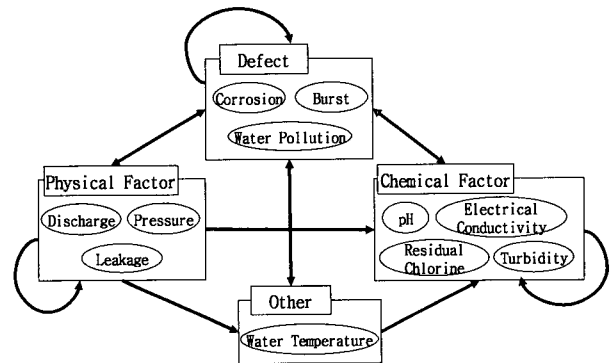 Defect
Corrosion
Burst
Water Pollution
Physical Factor
Discharge
Pressure
Leakage
Chemical Factor
pH
Electrical
Conductivity
Residual
Chlorine
Turbidity
Other
Water Temperature